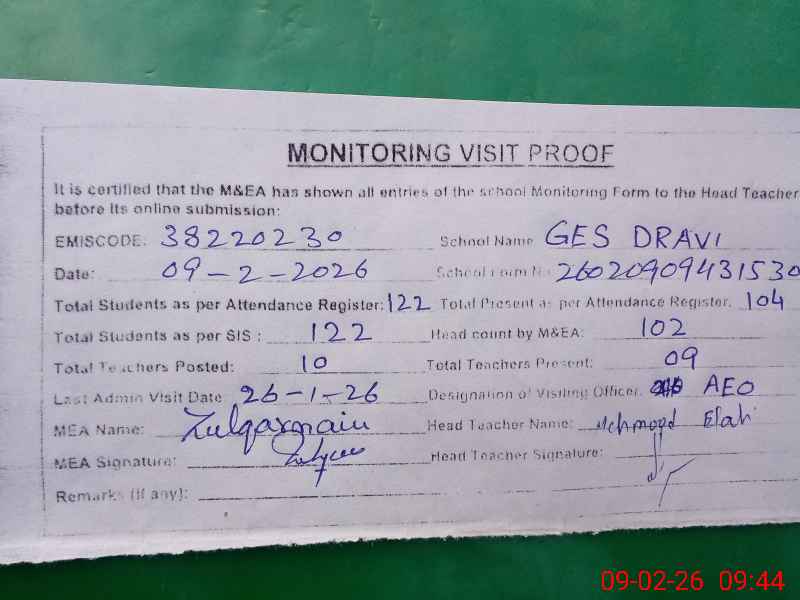 MONITORING VISIT PROOF
It is certified that the M&EA has shown all entries of the school Monitoring Form to the Head Teacher
before its online submission:
EMISCODE: 38220230 School Name GES DRAVI
Date: 09-2-2026 School Form No 26020909431530
Total Students as per Attendance Register: 122 Total Present as per Attendance Register. 104
Total Students as per SIS : 122 Head count by M&EA: 102
Total Teachers Posted: 10 Total Teachers Present: 09
Last Admin Visit Date 26-1-26 Designation of Visiting Officer. AEO
MEA Name: Zulqarnain Head Teacher Name: Mehmood Elahi
MEA Signature: Head Teacher Signature:
Remarks (if any):
09-02-26 09:44